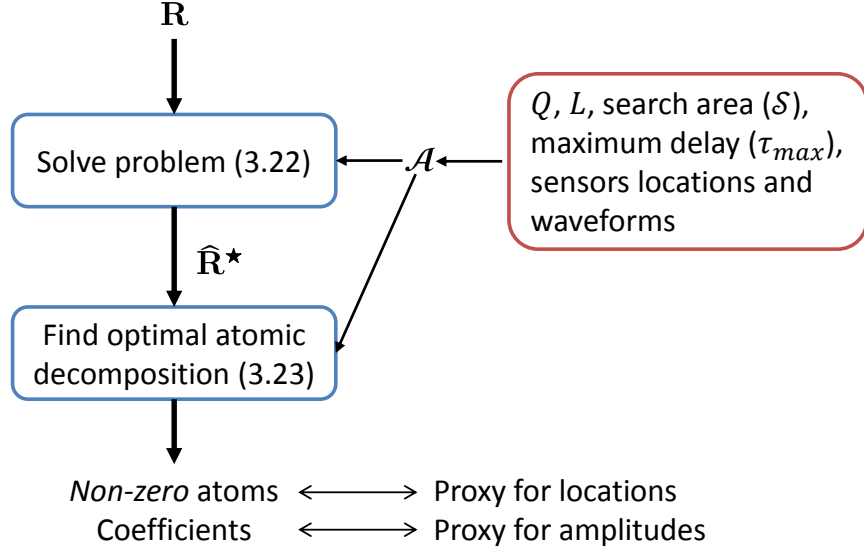 R
Solve problem (3.22)
𝒜
Q, L, search area (𝒮),
maximum delay (τ_max),
sensors locations and
waveforms
R̂★
Find optimal atomic
decomposition (3.23)
Non-zero atoms ⟷ Proxy for locations
Coefficients ⟷ Proxy for amplitudes